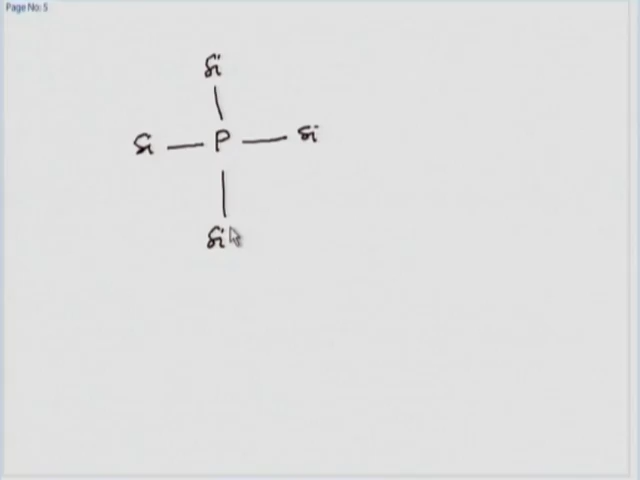 Page No: 5
Si
Si — P — Si
Si